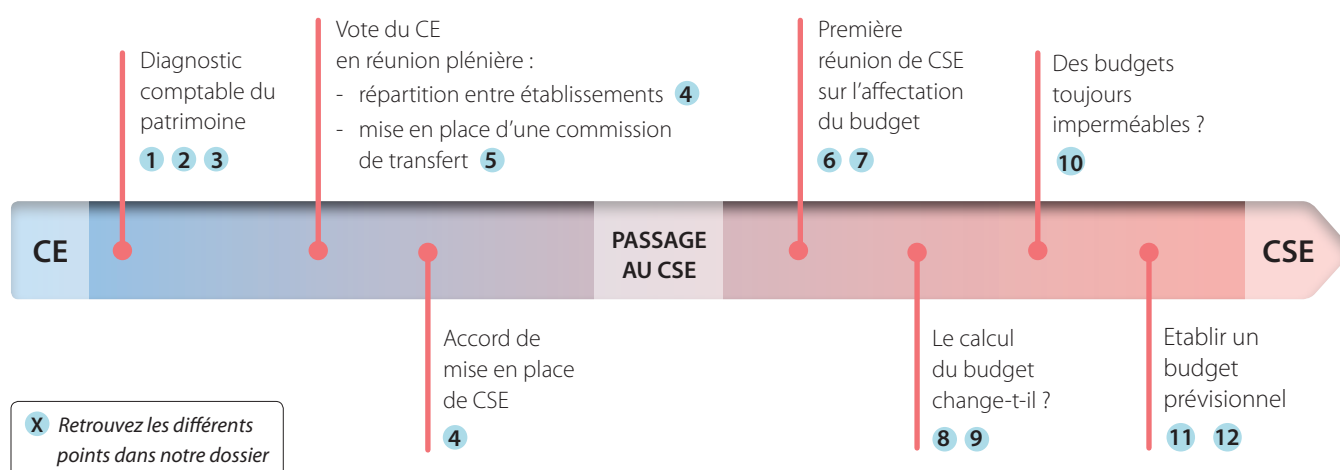 Diagnostic
comptable du
patrimoine
1 2 3
Vote du CE
en réunion plénière :
- répartition entre établissements 4
- mise en place d'une commission
de transfert 5
Première
réunion de CSE
sur l'affectation
du budget
6 7
Des budgets
toujours
imperméables ?
10
CE
PASSAGE
AU CSE
CSE
Accord de
mise en place
de CSE
4
Le calcul
du budget
change-t-il ?
8 9
Etablir un
budget
prévisionnel
11 12
X Retrouvez les différents
points dans notre dossier